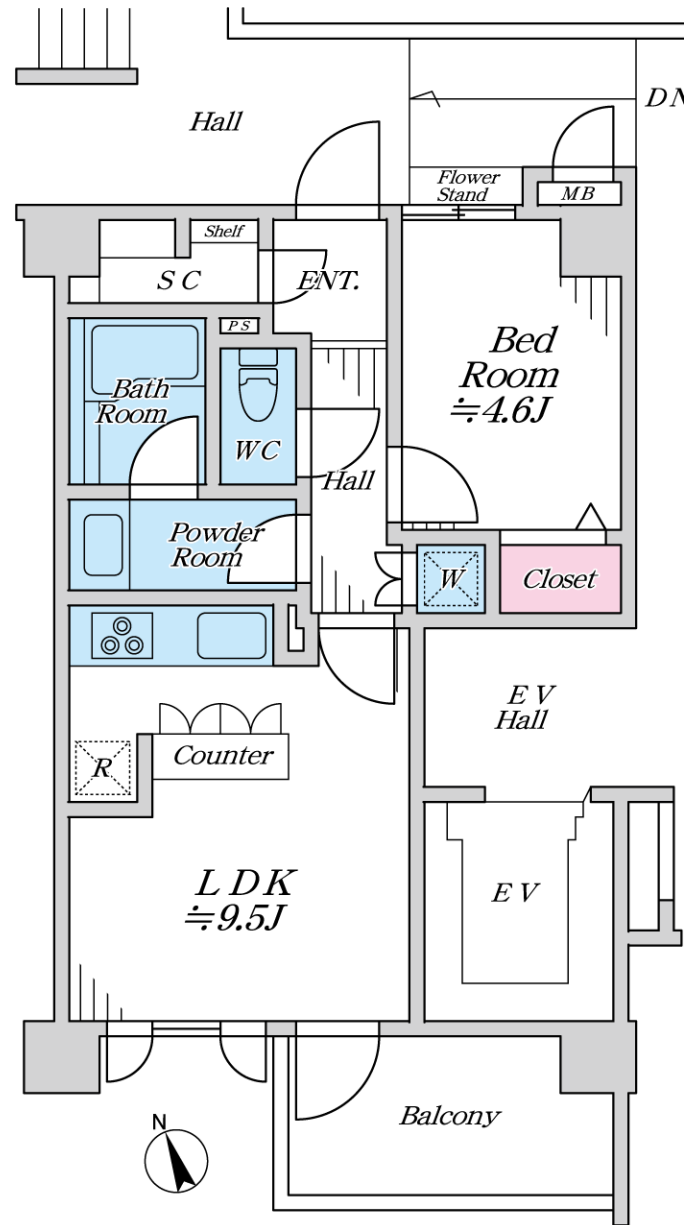 Hall
DN
Flower
Stand
MB
Shelf
SC
ENT.
PS
Bed
Room
≒4.6J
Bath
Room
WC
Hall
Powder
Room
W
Closet
EV
Hall
R
Counter
LDK
≒9.5J
EV
Balcony
N